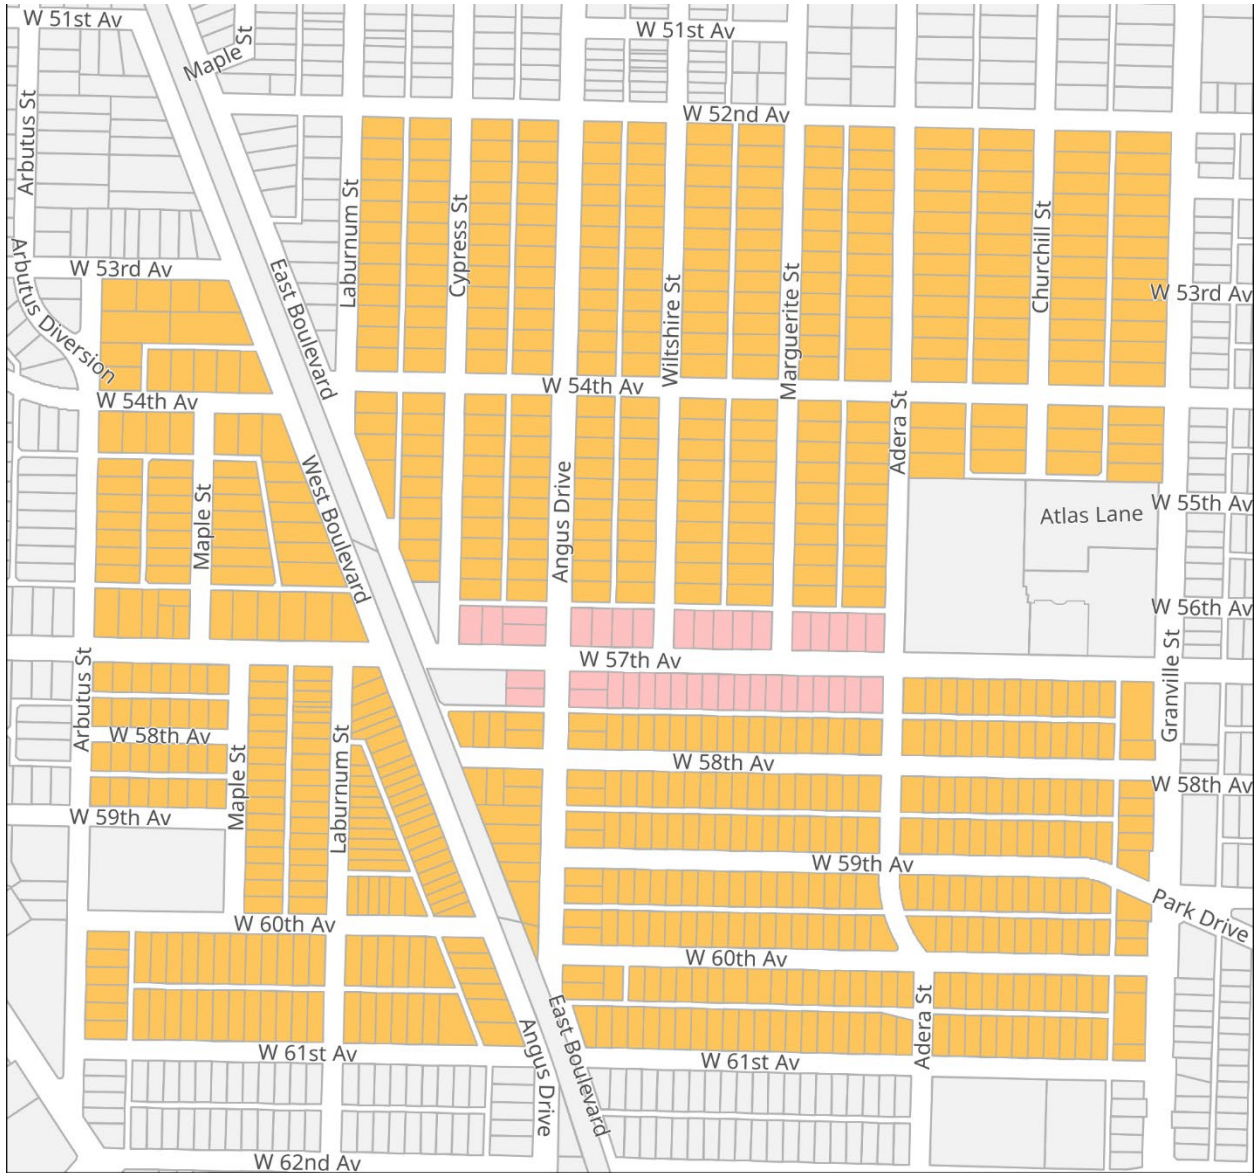 W 51st Av
W 51st Av
Maple St
Arbutus St
W 52nd Av
Laburnum St
Cypress St
Churchill St
Arbutus Diversion
W 53rd Av
East Boulevard
Wiltshire St
Marguerite St
W 53rd Av
W 54th Av
W 54th Av
Adera St
West Boulevard
Maple St
Angus Drive
W 55th Av
Atlas Lane
W 56th Av
Arbutus St
W 57th Av
Granville St
W 58th Av
Maple St
Laburnum St
W 58th Av
W 58th Av
W 59th Av
W 59th Av
Park Drive
W 60th Av
W 60th Av
East Boulevard
Adera St
Angus Drive
W 61st Av
W 61st Av
W 62nd Av